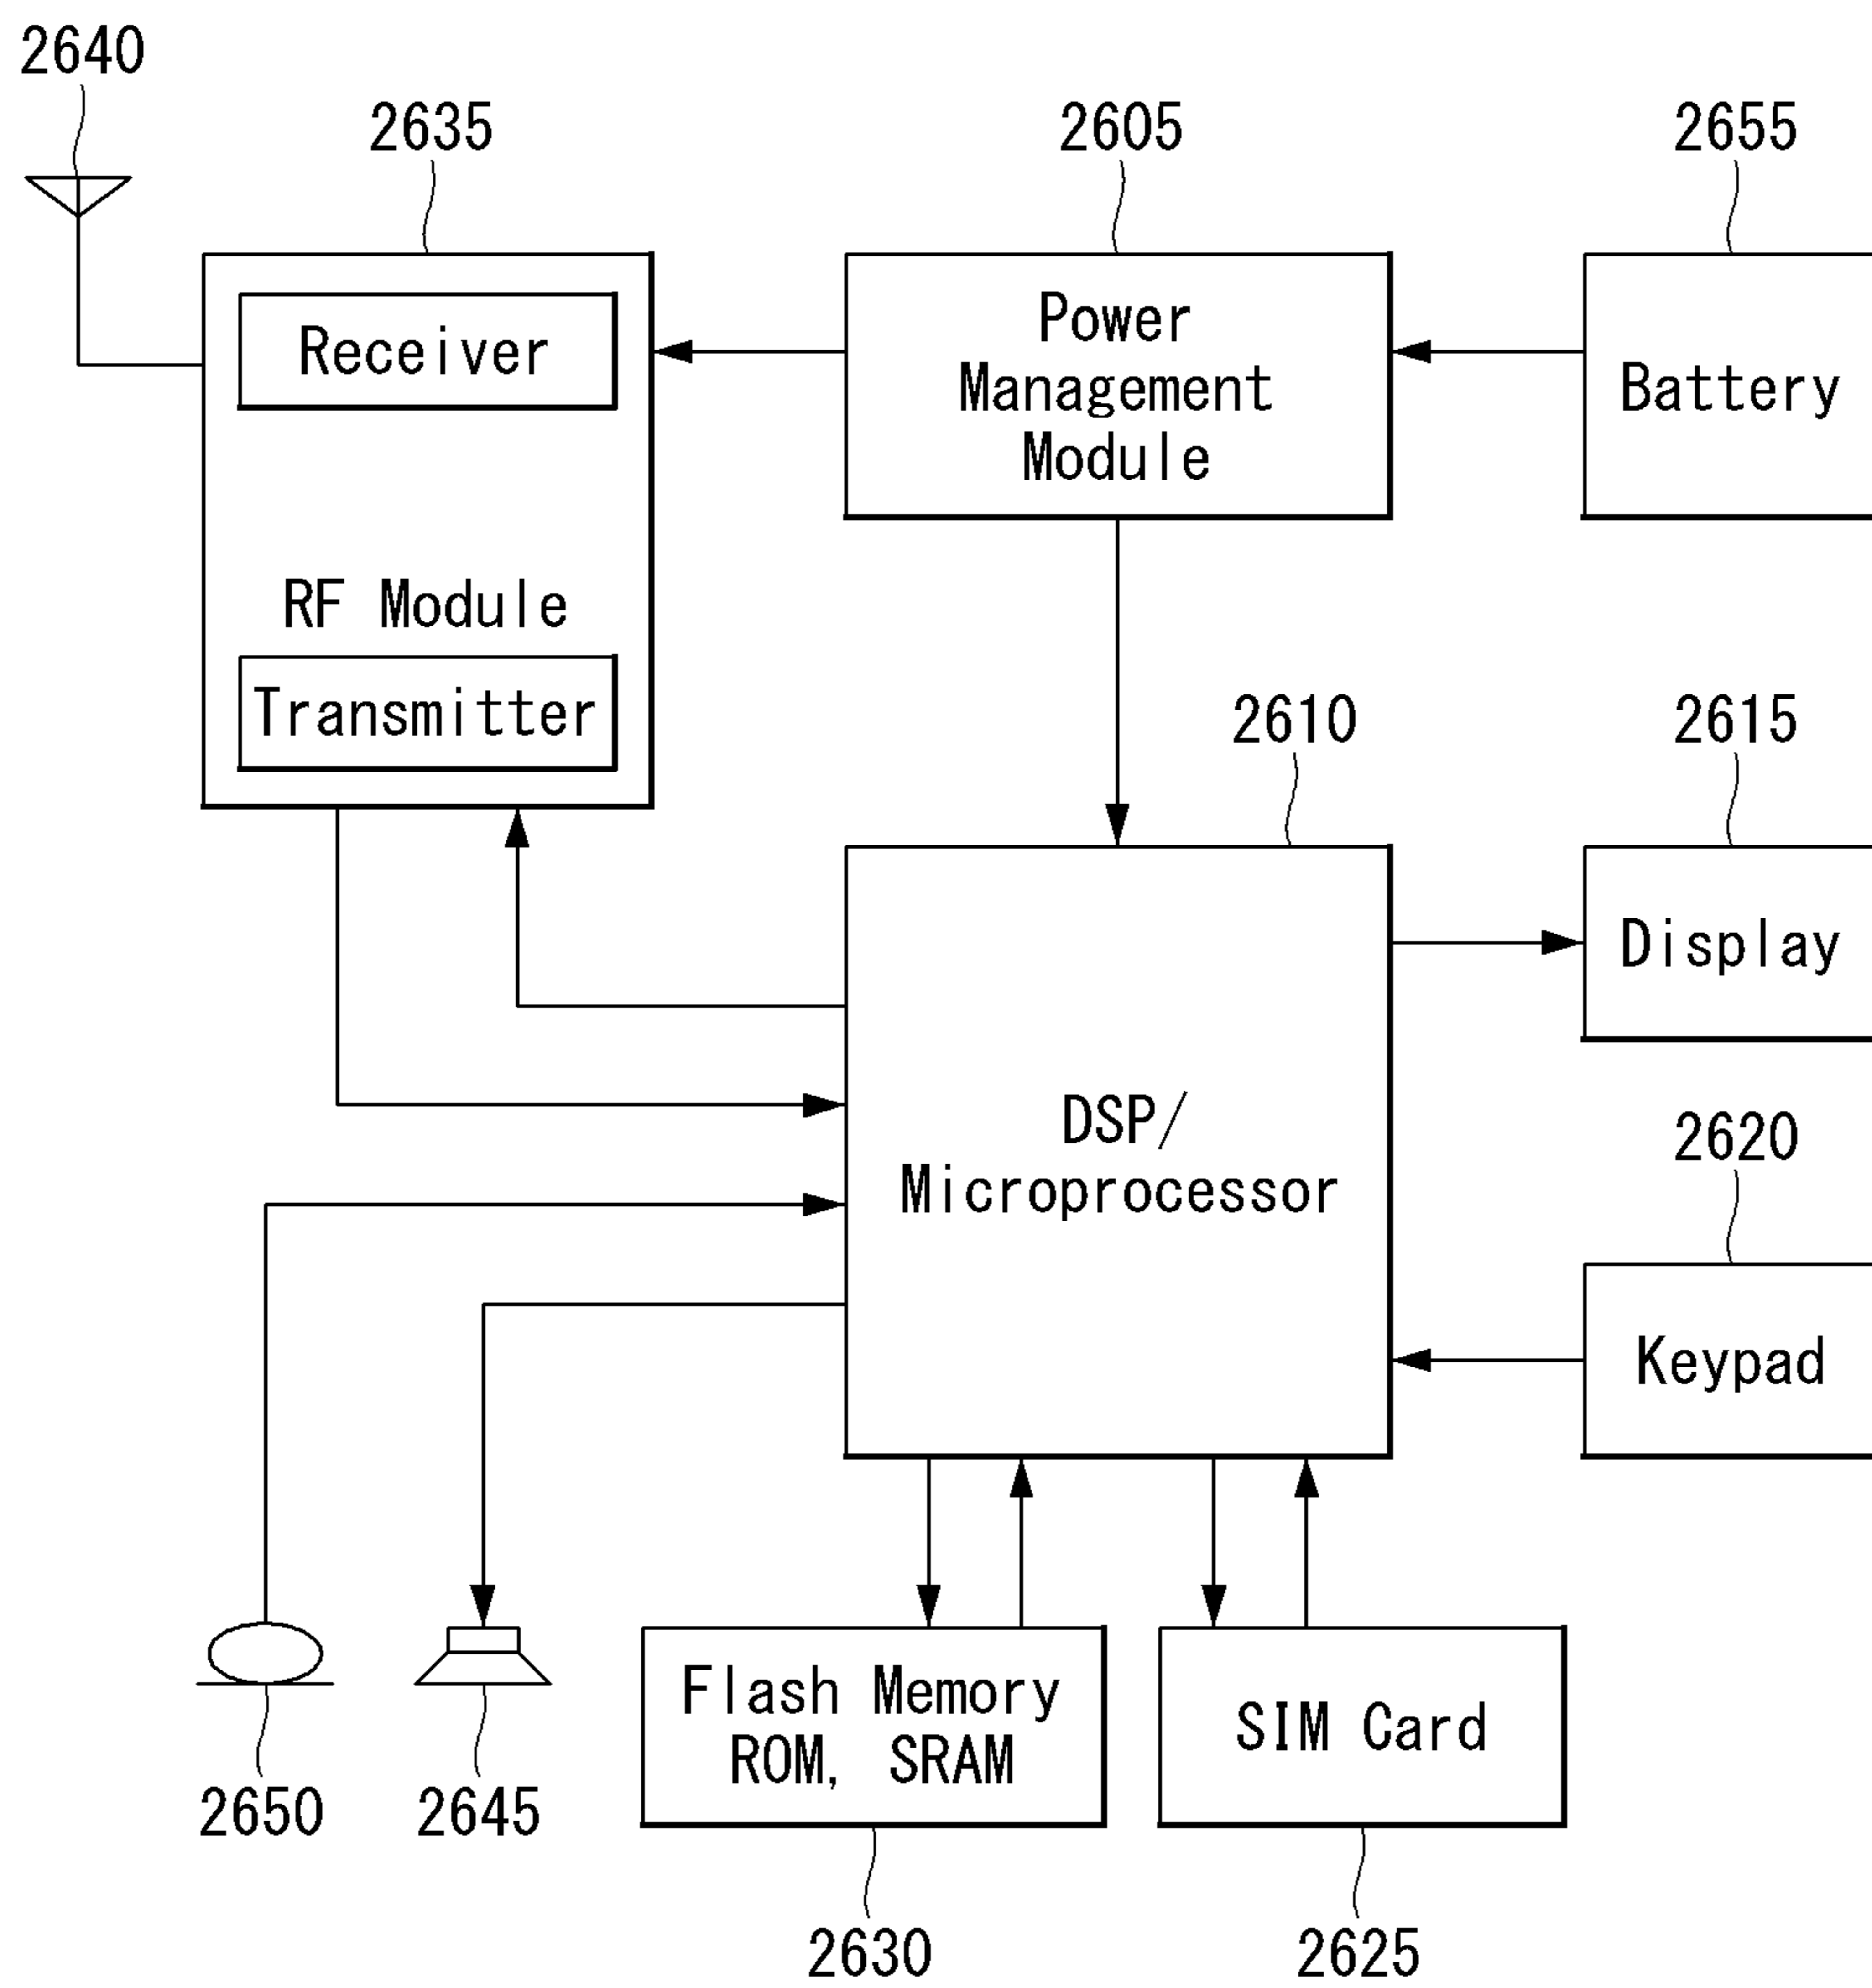 2640
2635
2605
2655
Receiver
RF Module
Transmitter
Power
Management
Module
Battery
2610
2615
DSP/
Microprocessor
Display
2620
Keypad
Flash Memory
ROM, SRAM
SIM Card
2650
2645
2630
2625